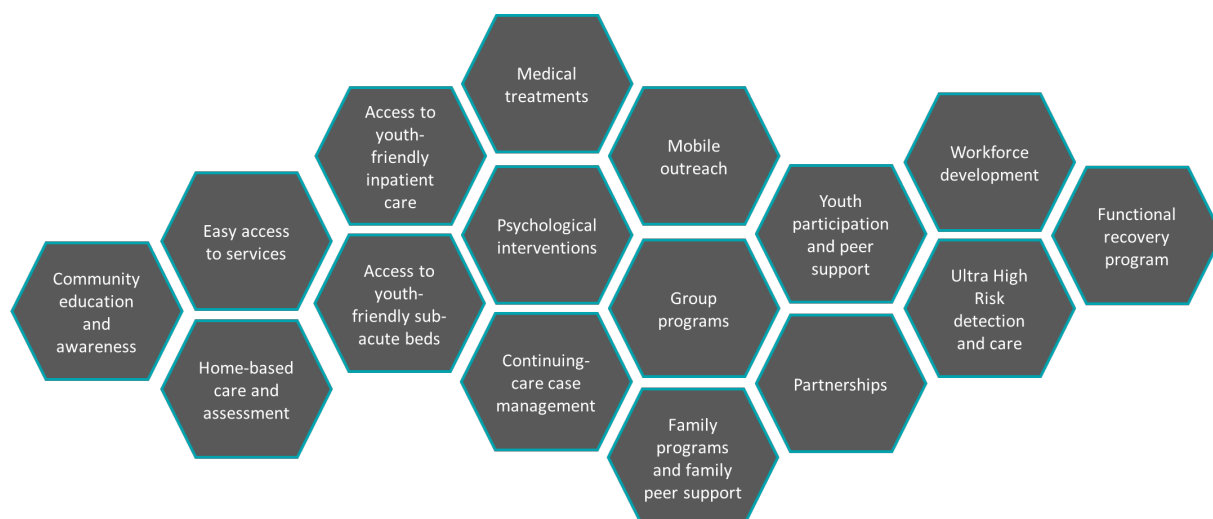 Medical
treatments
Access to
youth-
friendly
inpatient
care
Mobile
outreach
Workforce
development
Easy access
to services
Psychological
interventions
Youth
participation
and peer
support
Functional
recovery
program
Community
education
and
awareness
Access to
youth-
friendly sub-
acute beds
Group
programs
Ultra High
Risk
detection
and care
Home-based
care and
assessment
Continuing-
care case
management
Partnerships
Family
programs
and family
peer support